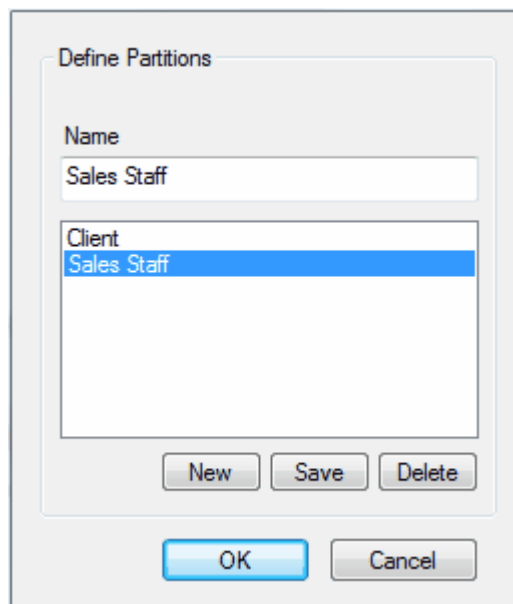 Define Partitions
Name
Sales Staff
Client
Sales Staff
New Save Delete
OK Cancel